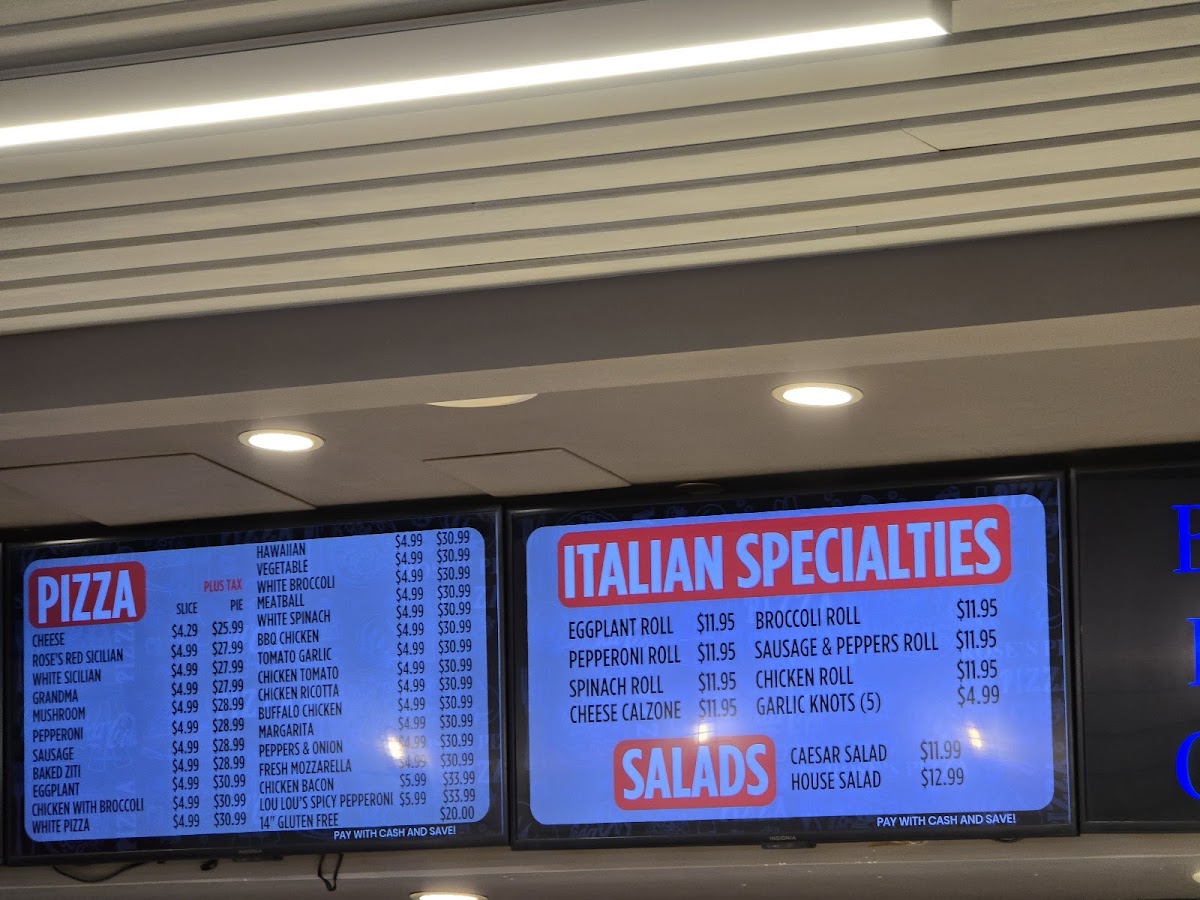 PIZZA
PLUS TAX
SLICE PIE
CHEESE $4.29 $25.99
ROSE'S RED SICILIAN $4.99 $27.99
WHITE SICILIAN $4.99 $27.99
GRANDMA $4.99 $27.99
MUSHROOM $4.99 $28.99
PEPPERONI $4.99 $28.99
SAUSAGE $4.99 $28.99
BAKED ZITI $4.99 $28.99
EGGPLANT $4.99 $30.99
CHICKEN WITH BROCCOLI $4.99 $30.99
WHITE PIZZA $4.99 $30.99
HAWAIIAN $4.99 $30.99
VEGETABLE $4.99 $30.99
WHITE BROCCOLI $4.99 $30.99
MEATBALL $4.99 $30.99
WHITE SPINACH $4.99 $30.99
BBQ CHICKEN $4.99 $30.99
TOMATO GARLIC $4.99 $30.99
CHICKEN TOMATO $4.99 $30.99
CHICKEN RICOTTA $4.99 $30.99
BUFFALO CHICKEN $4.99 $30.99
MARGARITA $4.99 $30.99
PEPPERS & ONION $4.99 $30.99
FRESH MOZZARELLA $4.99 $30.99
CHICKEN BACON $5.99 $33.99
LOU LOU'S SPICY PEPPERONI $5.99 $33.99
14" GLUTEN FREE $20.00
PAY WITH CASH AND SAVE!
ITALIAN SPECIALTIES
EGGPLANT ROLL $11.95 BROCCOLI ROLL $11.95
PEPPERONI ROLL $11.95 SAUSAGE & PEPPERS ROLL $11.95
SPINACH ROLL $11.95 CHICKEN ROLL $11.95
CHEESE CALZONE $11.95 GARLIC KNOTS (5) $4.99
SALADS
CAESAR SALAD $11.99
HOUSE SALAD $12.99
PAY WITH CASH AND SAVE!
INSIGNIA